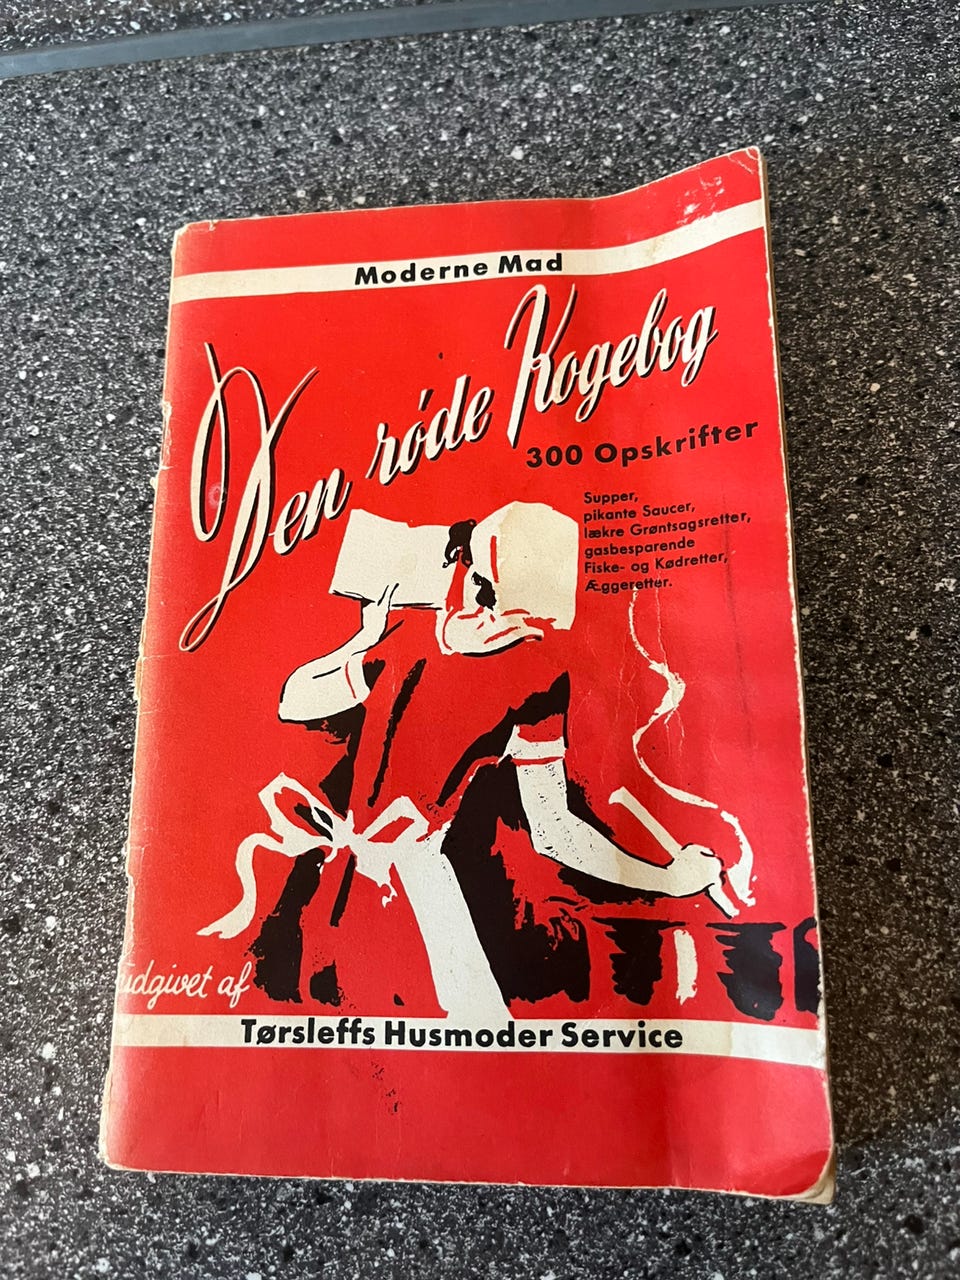 Moderne Mad
Den røde Kogebog
300 Opskrifter
Supper,
pikante Saucer,
lækre Grøntsagsretter,
gasbesparende
Fiske- og Kødretter,
Æggeretter.
udgivet af
Tørsleffs Husmoder Service